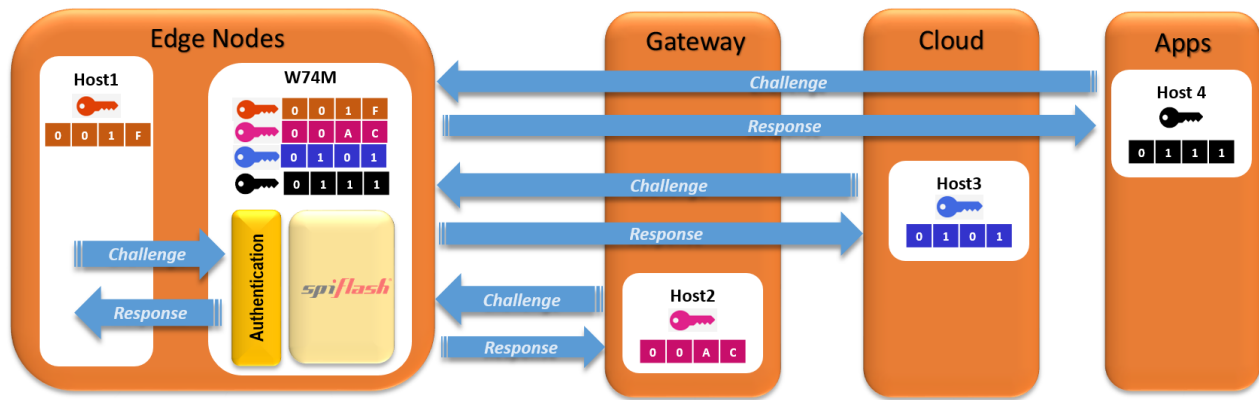 Edge Nodes
Host1
0 0 1 F
W74M
0 0 1 F
0 0 A C
0 1 0 1
0 1 1 1
Challenge
Response
Authentication
spiflash®
Gateway
Cloud
Apps
Challenge
Response
Host 4
0 1 1 1
Challenge
Response
Host3
0 1 0 1
Challenge
Response
Host2
0 0 A C